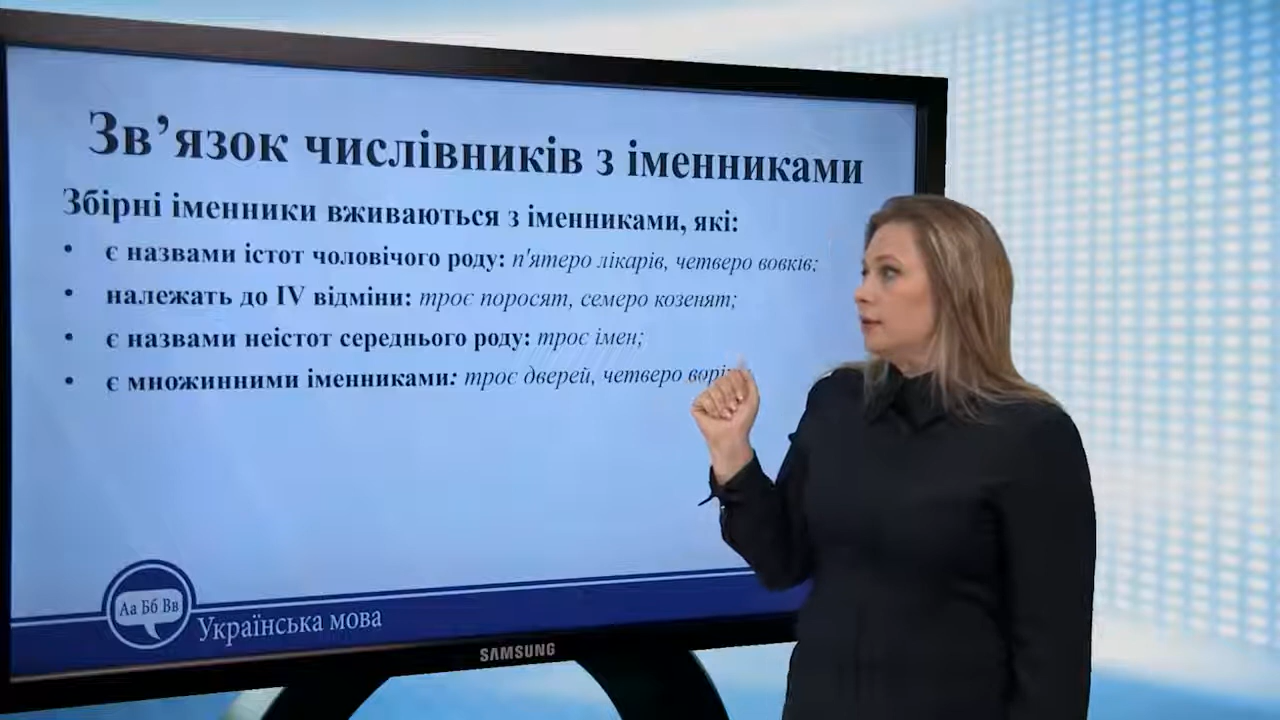 Зв’язок числівників з іменниками
Збірні іменники вживаються з іменниками, які:
• є назвами істот чоловічого роду: п'ятеро лікарів, четверо вовків;
• належать до IV відміни: троє поросят, семеро козенят;
• є назвами неістот середнього роду: троє імен;
• є множинними іменниками: троє дверей, четверо
Аа Бб Вв
Українська мова
SAMSUNG